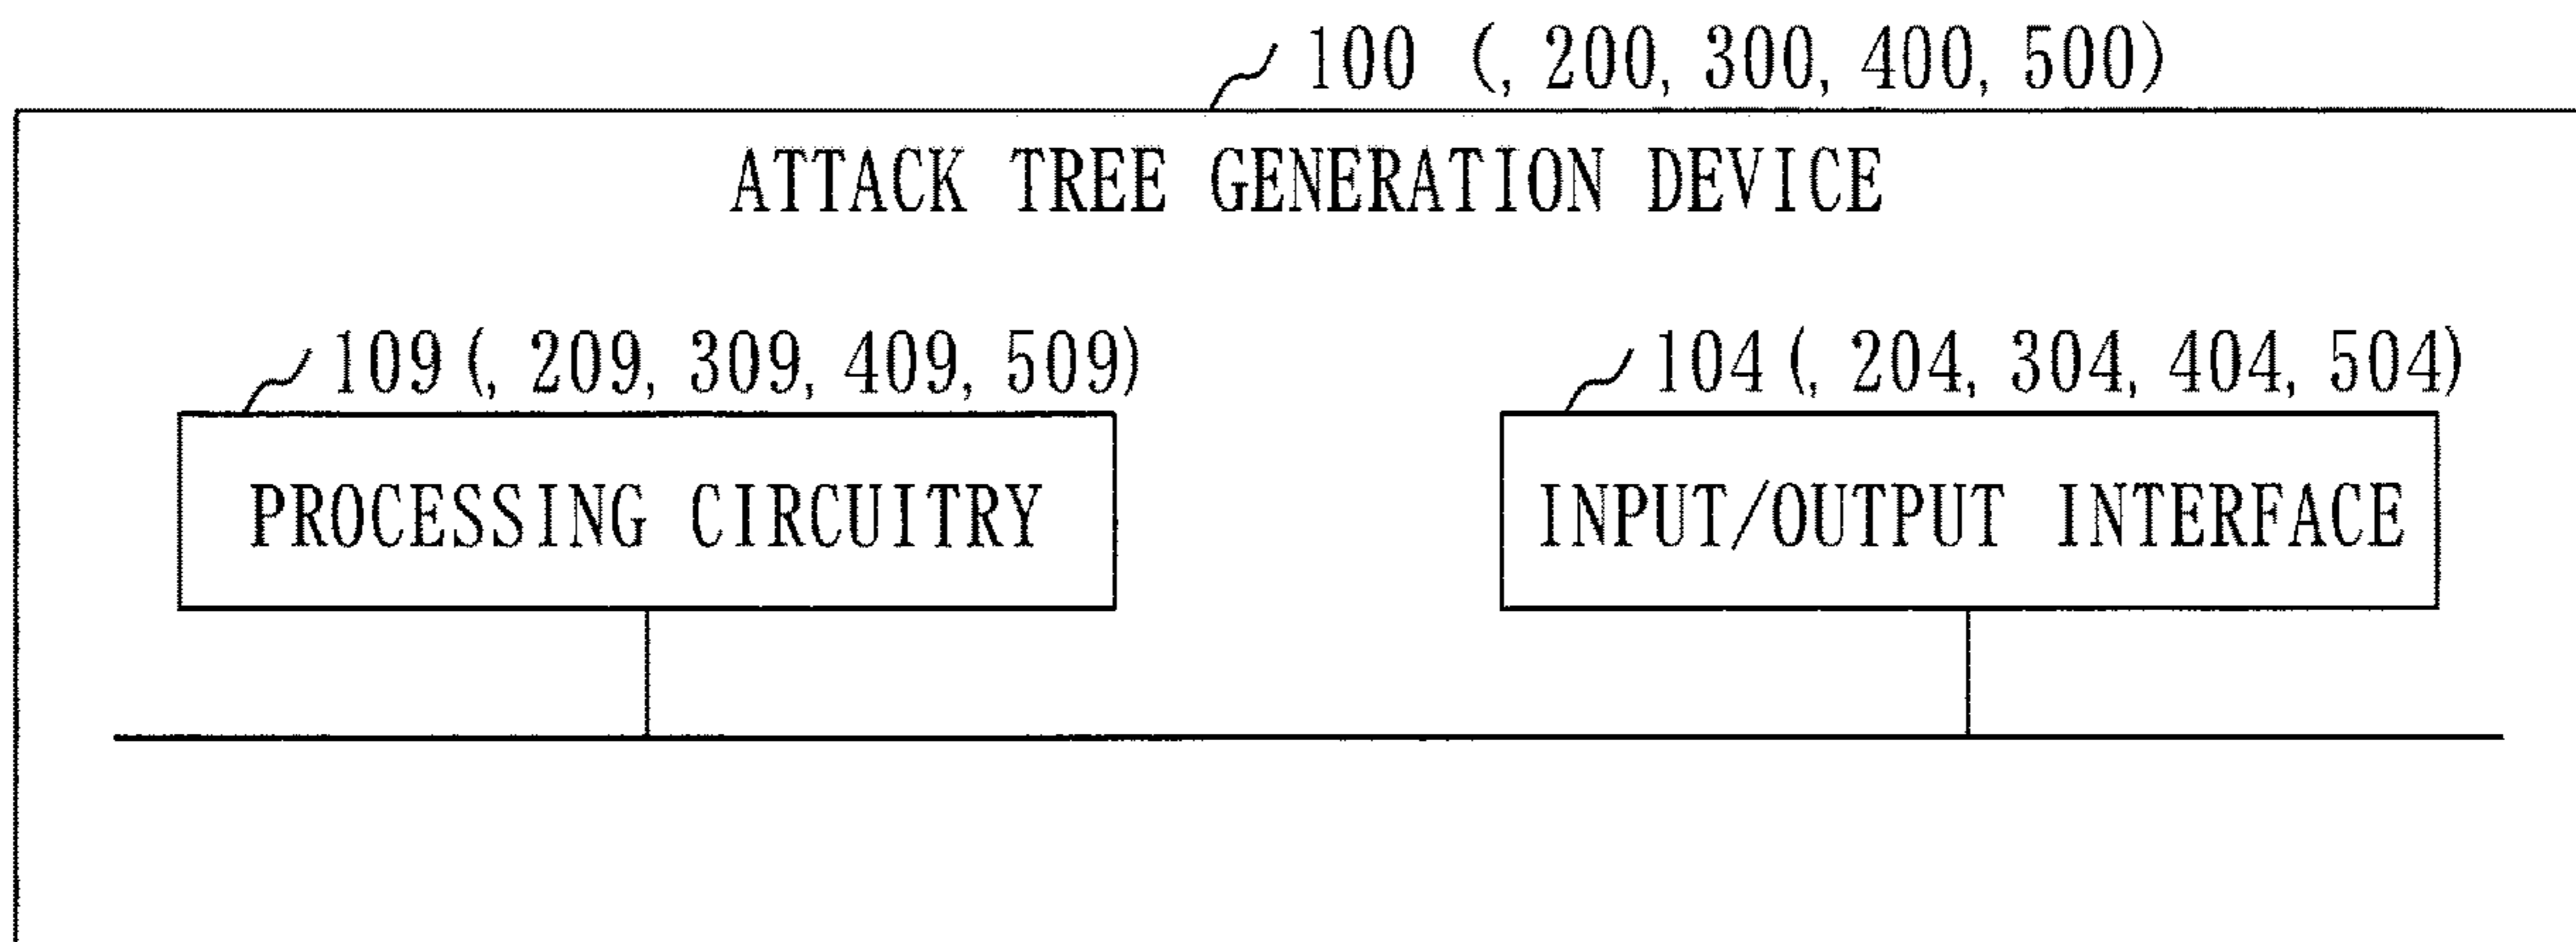 100 (, 200, 300, 400, 500)
ATTACK TREE GENERATION DEVICE
109 (, 209, 309, 409, 509)
104 (, 204, 304, 404, 504)
PROCESSING CIRCUITRY
INPUT/OUTPUT INTERFACE